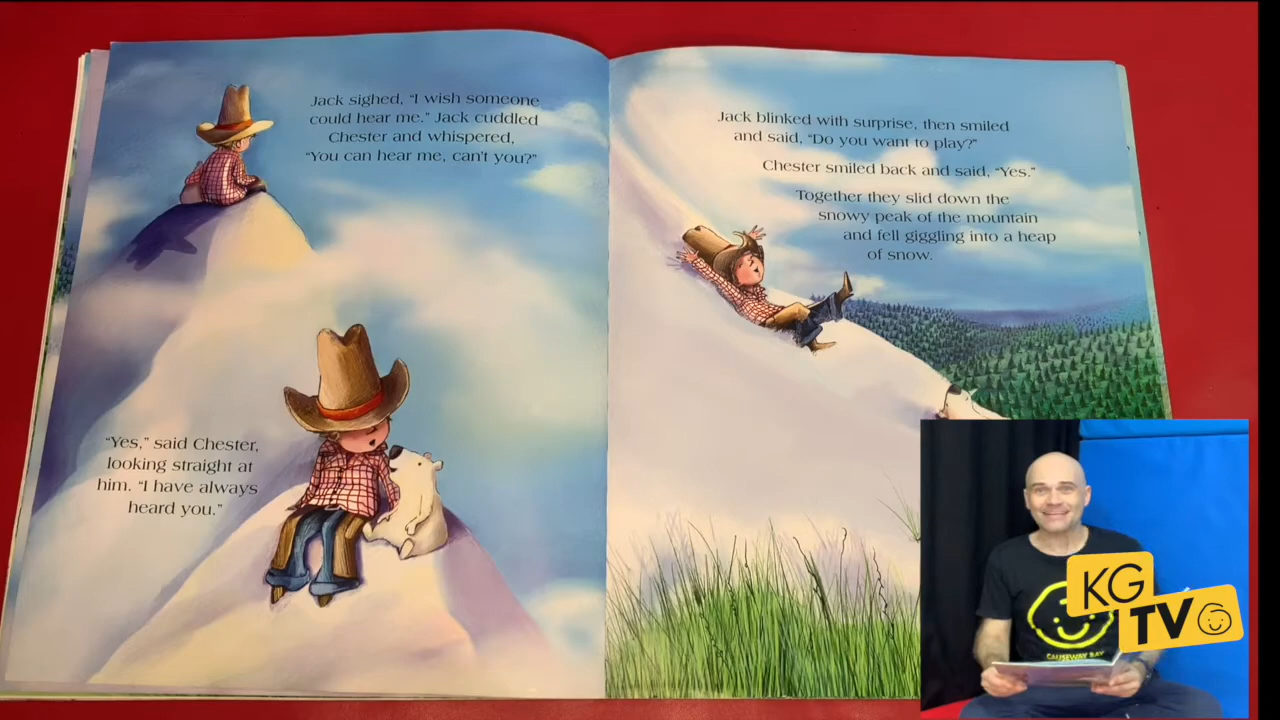 Jack sighed, "I wish someone
could hear me." Jack cuddled
Chester and whispered,
"You can hear me, can't you?"
"Yes," said Chester,
looking straight at
him. "I have always
heard you."
Jack blinked with surprise, then smiled
and said, "Do you want to play?"
Chester smiled back and said, "Yes."
Together they slid down the
snowy peak of the mountain
and fell giggling into a heap
of snow.
KG
TV
CAUSEWAY BAY